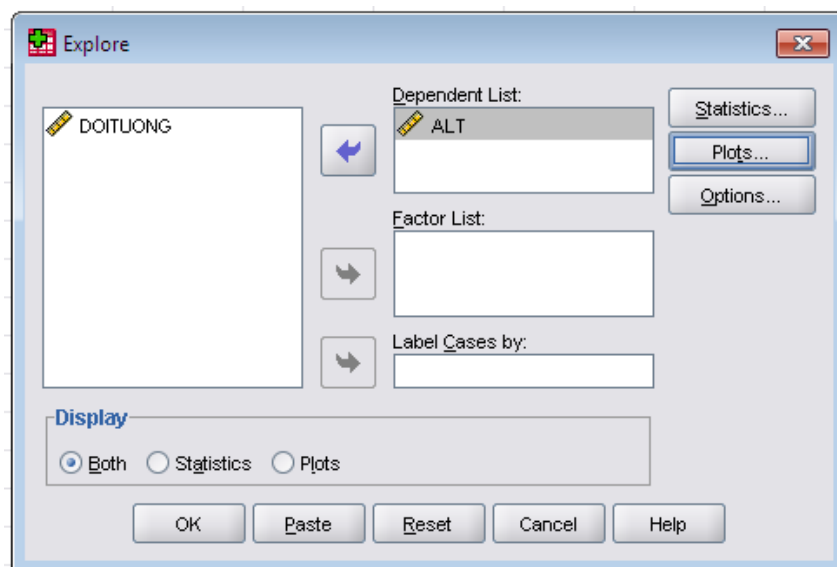 Explore
Dependent List:
DOITUONG
ALT
Statistics...
Plots...
Options...
Factor List:
Label Cases by:
Display
Both Statistics Plots
OK Paste Reset Cancel Help